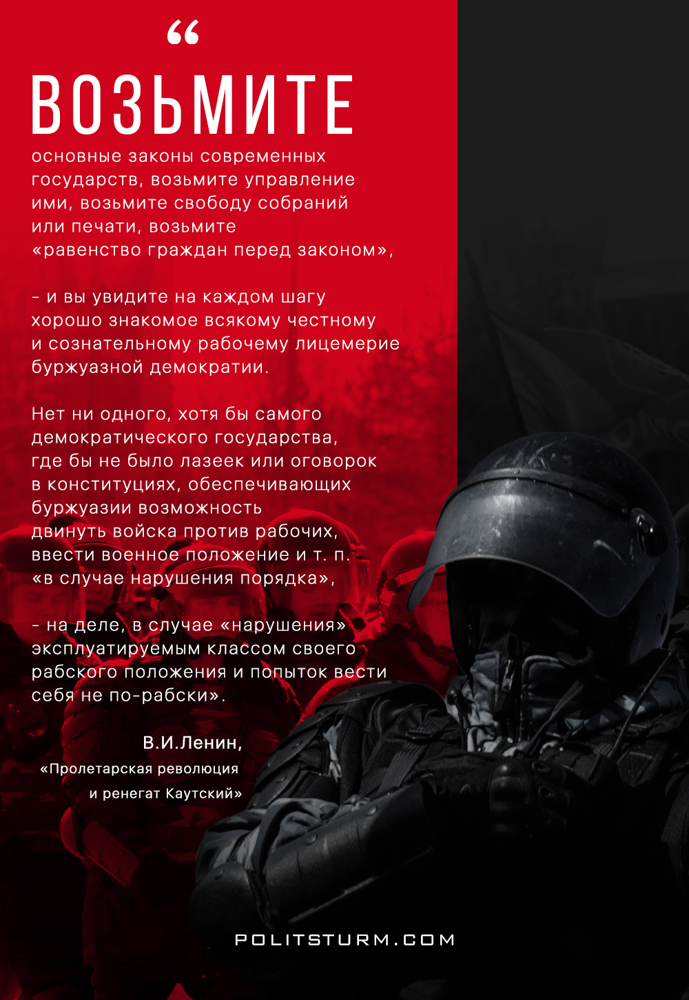 “
ВОЗЬМИТЕ
основные законы современных
государств, возьмите управление
ими, возьмите свободу собраний
или печати, возьмите
«равенство граждан перед законом»,
- и вы увидите на каждом шагу
хорошо знакомое всякому честному
и сознательному рабочему лицемерие
буржуазной демократии.
Нет ни одного, хотя бы самого
демократического государства,
где бы не было лазеек или оговорок
в конституциях, обеспечивающих
буржуазии возможность
двинуть войска против рабочих,
ввести военное положение и т. п.
«в случае нарушения порядка»,
- на деле, в случае «нарушения»
эксплуатируемым классом своего
рабского положения и попыток вести
себя не по-рабски».
В.И.Ленин,
«Пролетарская революция
и ренегат Каутский»
POLITSTURM.COM